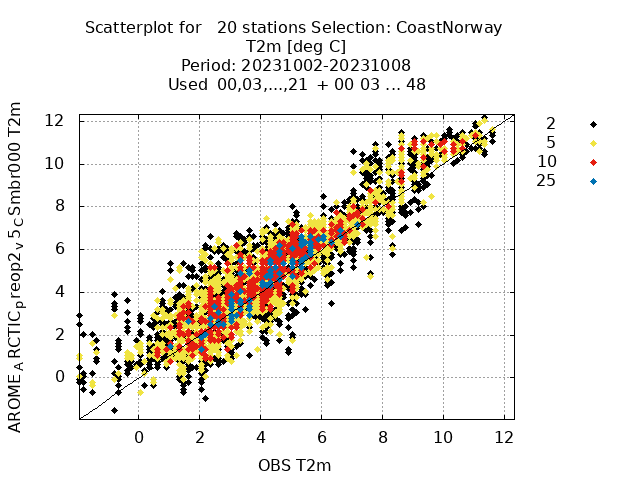 Scatterplot for 20 stations Selection: CoastNorway
T2m [deg C]
Period: 20231002-20231008
Used 00,03,...,21 + 00 03 ... 48
AROME_ARCTIC_preop2_v5_CSmbr000 T2m
12
10
8
6
4
2
0
0 2 4 6 8 10 12
OBS T2m
2
5
10
25